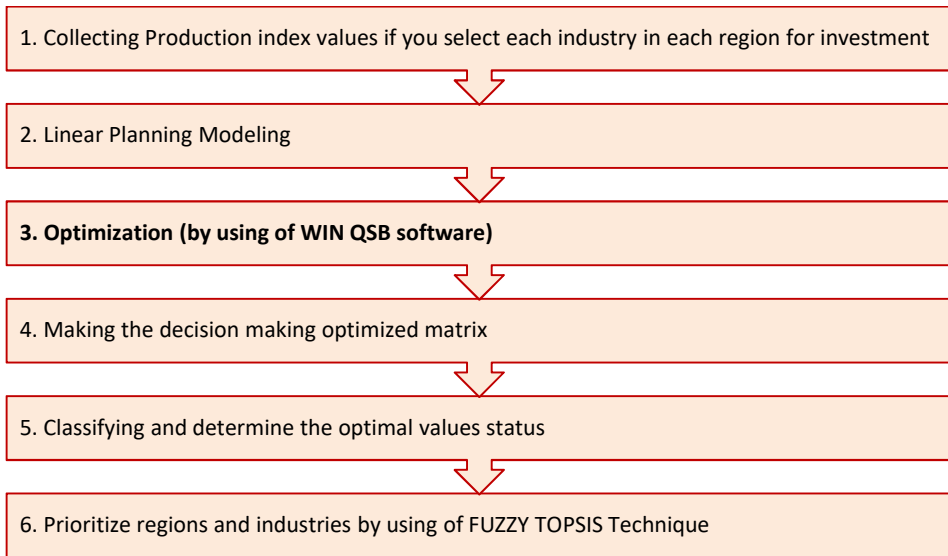 1. Collecting Production index values if you select each industry in each region for investment
2. Linear Planning Modeling
3. Optimization (by using of WIN QSB software)
4. Making the decision making optimized matrix
5. Classifying and determine the optimal values status
6. Prioritize regions and industries by using of FUZZY TOPSIS Technique